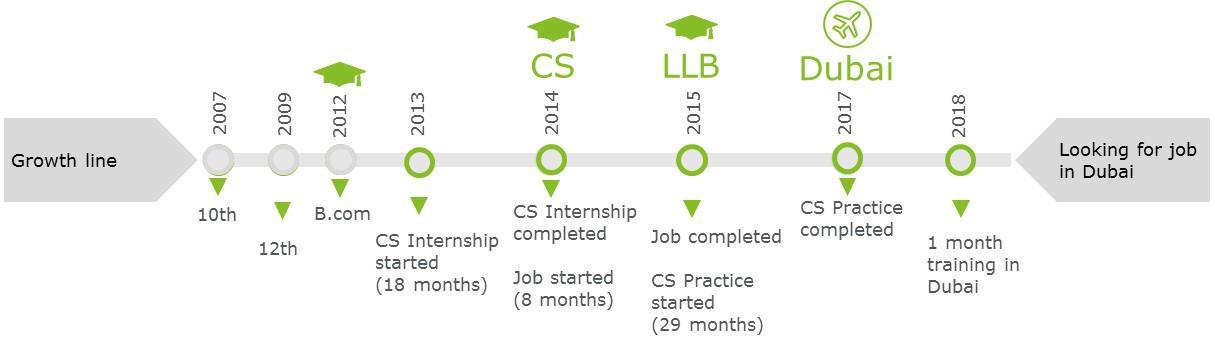 CS
LLB
Dubai
2007
2009
2012
2013
2014
2015
2017
2018
Growth line
Looking for job
in Dubai
10th
12th
B.com
CS Internship
started
(18 months)
CS Internship
completed
Job started
(8 months)
Job completed
CS Practice
started
(29 months)
CS Practice
completed
1 month
training in
Dubai